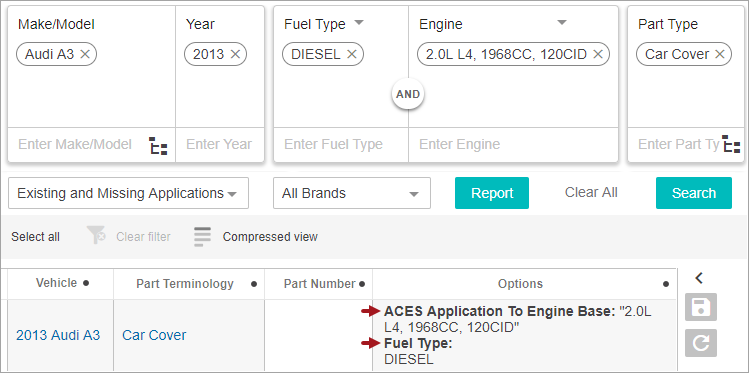 Make/Model Year Fuel Type Engine Part Type
Audi A3 2013 DIESEL 2.0L L4, 1968CC, 120CID Car Cover
AND
Enter Make/Model Enter Year Enter Fuel Type Enter Engine Enter Part Ty
Existing and Missing Applications All Brands Report Clear All Search
Select all Clear filter Compressed view
Vehicle Part Terminology Part Number Options
2013 Audi A3 Car Cover ACES Application To Engine Base: "2.0L
L4, 1968CC, 120CID"
Fuel Type:
DIESEL